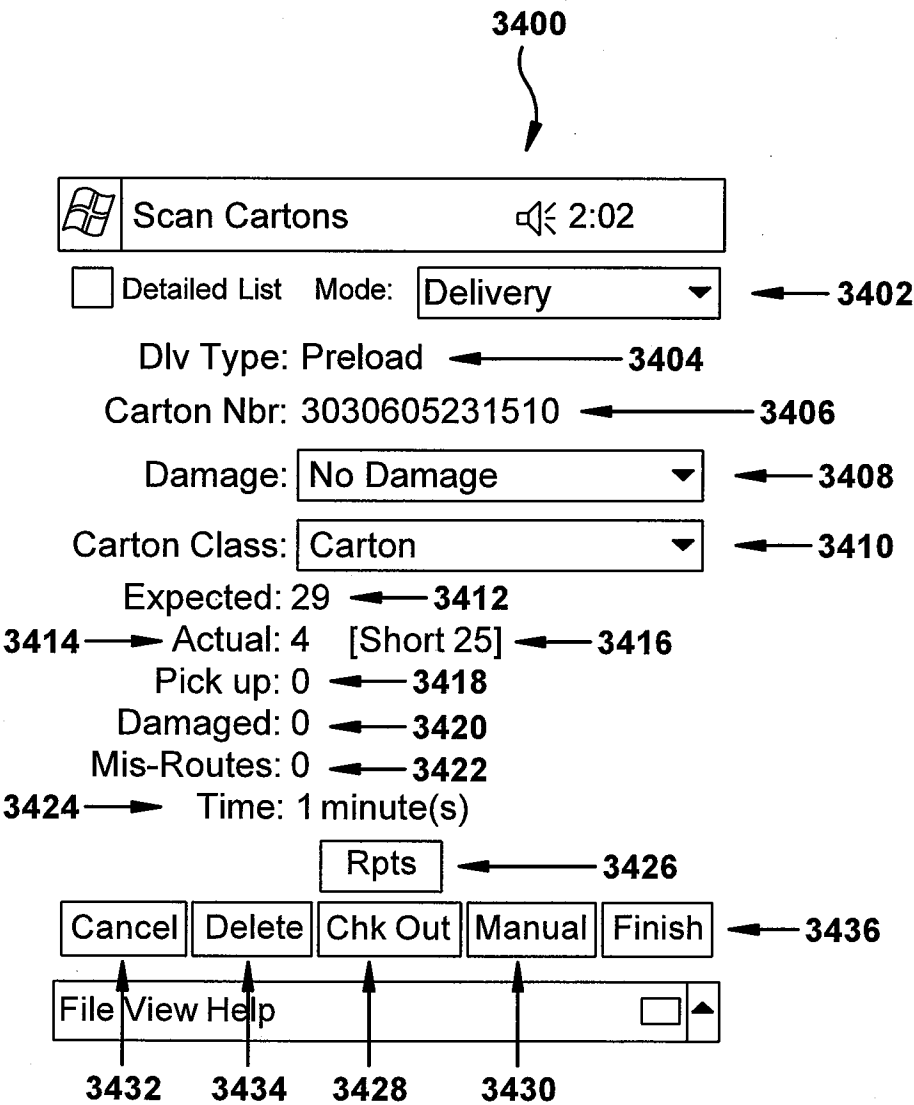 3400
Scan Cartons 2:02
Detailed List Mode: Delivery 3402
Dlv Type: Preload 3404
Carton Nbr: 3030605231510 3406
Damage: No Damage 3408
Carton Class: Carton 3410
Expected: 29 3412
3414 Actual: 4 [Short 25] 3416
Pick up: 0 3418
Damaged: 0 3420
Mis-Routes: 0 3422
3424 Time: 1 minute(s)
Rpts 3426
Cancel Delete Chk Out Manual Finish 3436
File View Help
3432 3434 3428 3430